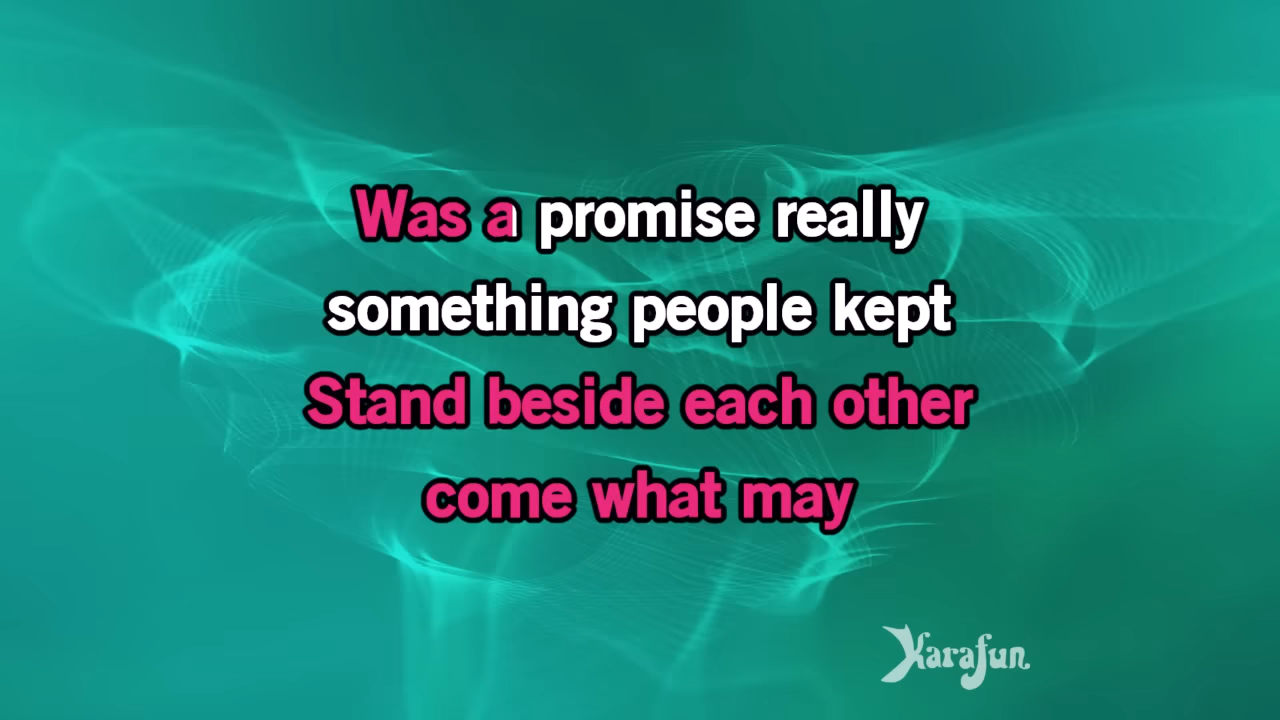 Was a promise really
something people kept
Stand beside each other
come what may
Karafun